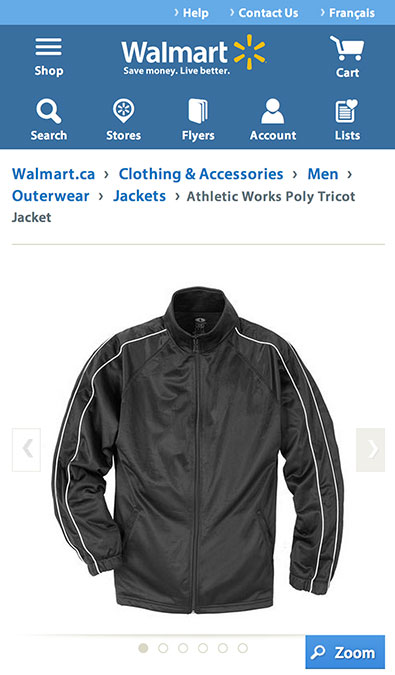 › Help › Contact Us › Français
Shop
Walmart
Save money. Live better.
Cart
Search Stores Flyers Account Lists
Walmart.ca › Clothing & Accessories › Men ›
Outerwear › Jackets › Athletic Works Poly Tricot
Jacket
Zoom